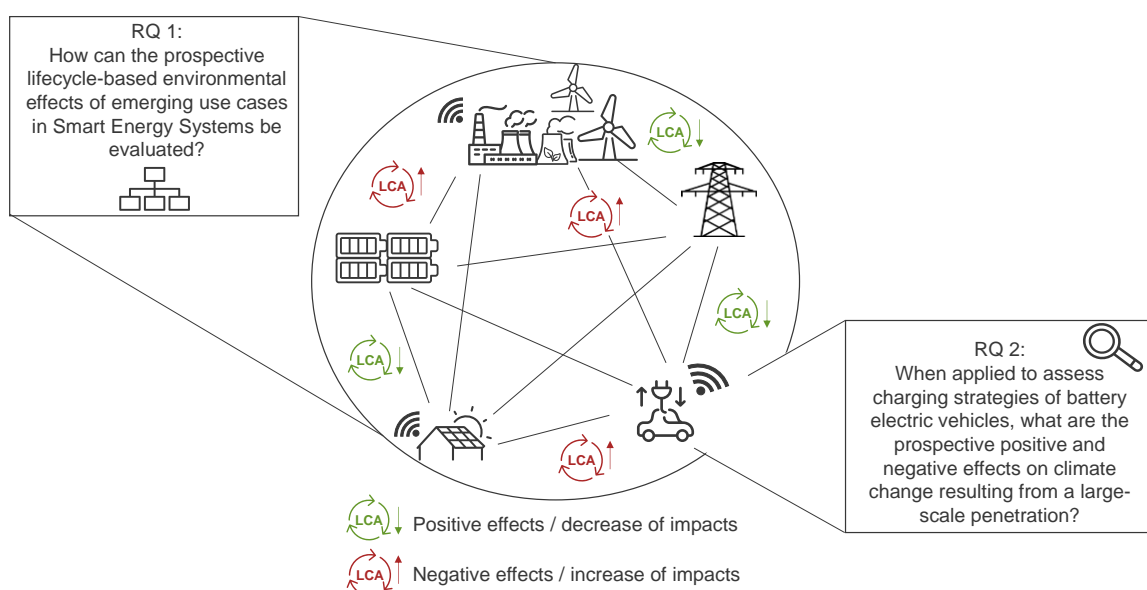 RQ 1:
How can the prospective
lifecycle-based environmental
effects of emerging use cases
in Smart Energy Systems be
evaluated?
LCA
LCA
LCA
LCA
LCA
LCA
RQ 2:
When applied to assess
charging strategies of battery
electric vehicles, what are the
prospective positive and
negative effects on climate
change resulting from a large-
scale penetration?
LCA Positive effects / decrease of impacts
LCA Negative effects / increase of impacts